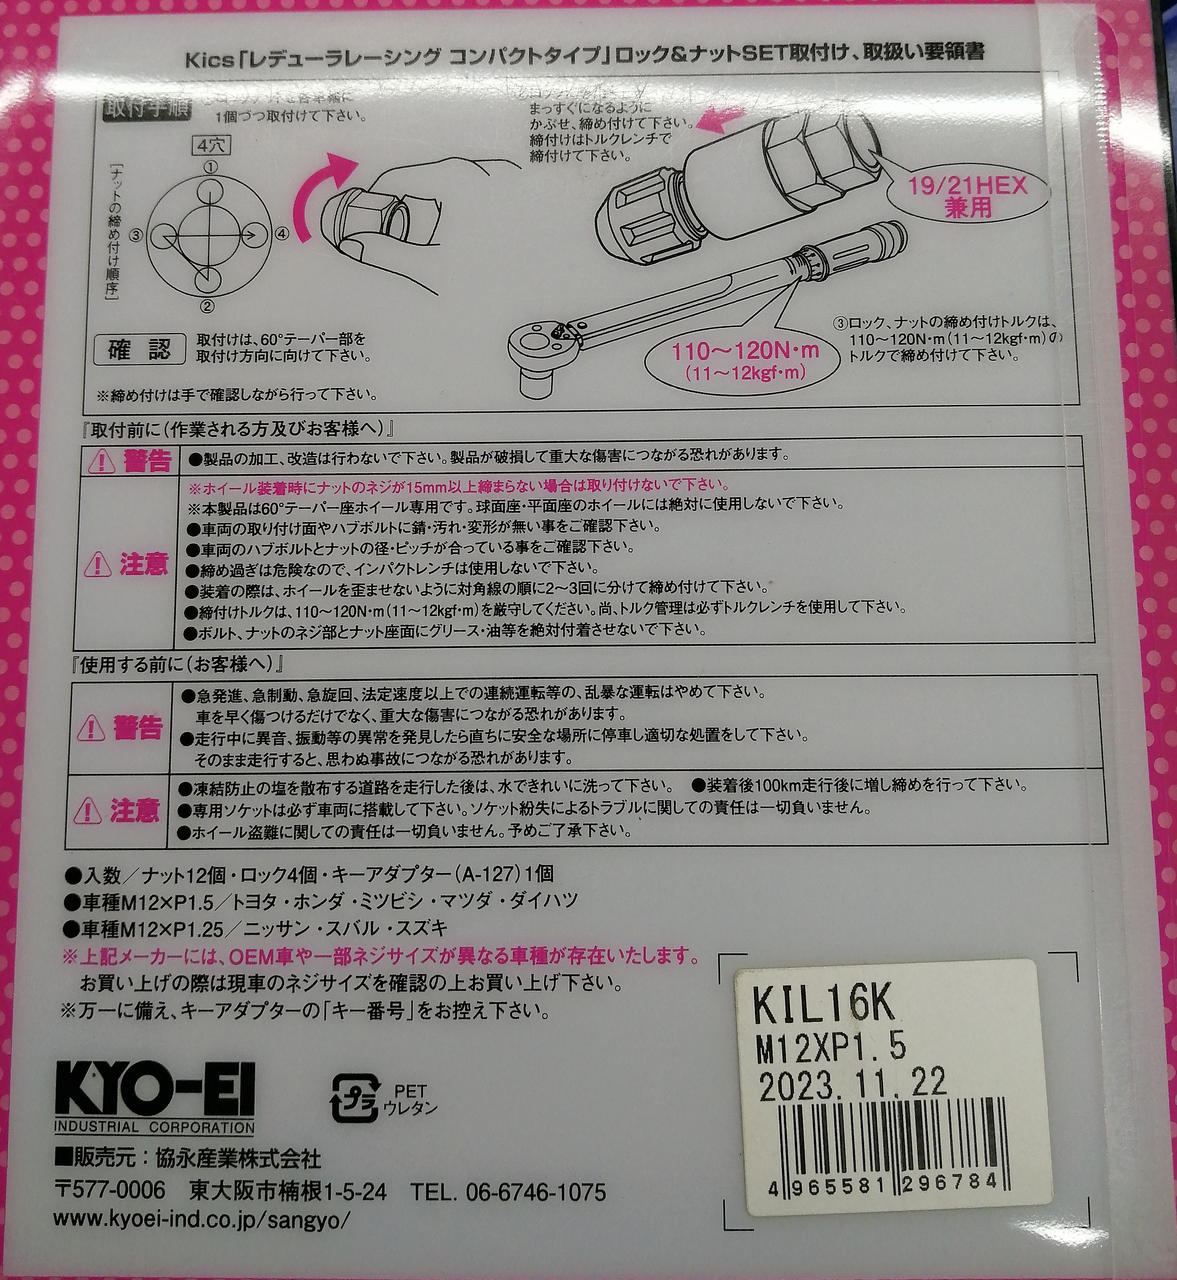 Kics「レデューラレーシング コンパクトタイプ」ロック&ナットSET取付け、取扱い要領書
取付手順
1個づつ取付けて下さい。
4穴
①
②
③
④
[ナットの締め付け順序]
まっすぐになるように
かぶせ、締め付けて下さい。
締付けはトルクレンチで
締付けて下さい。
19/21HEX
兼用
確認
取付けは、60°テーパー部を
取付け方向に向けて下さい。
※締め付けは手で確認しながら行って下さい。
110〜120N・m
(11〜12kgf・m)
③ロック、ナットの締め付けトルクは、
110〜120N・m(11〜12kgf・m)の
トルクで締め付けて下さい。
『取付前に(作業される方及びお客様へ)』
警告
●製品の加工、改造は行わないで下さい。製品が破損して重大な傷害につながる恐れがあります。
注意
※ホイール装着時にナットのネジが15mm以上締まらない場合は取り付けないで下さい。
※本製品は60°テーパー座ホイール専用です。球面座・平面座のホイールには絶対に使用しないで下さい。
●車両の取り付け面やハブボルトに錆・汚れ・変形が無い事をご確認下さい。
●車両のハブボルトとナットの径・ピッチが合っている事をご確認下さい。
●締め過ぎは危険なので、インパクトレンチは使用しないで下さい。
●装着の際は、ホイールを歪ませないように対角線の順に2〜3回に分けて締め付けて下さい。
●締付けトルクは、110〜120N・m(11〜12kgf・m)を厳守してください。尚、トルク管理は必ずトルクレンチを使用して下さい。
●ボルト、ナットのネジ部とナット座面にグリース・油等を絶対付着させないで下さい。
『使用する前に(お客様へ)』
警告
●急発進、急制動、急旋回、法定速度以上での連続運転等の、乱暴な運転はやめて下さい。
車を早く傷つけるだけでなく、重大な傷害につながる恐れがあります。
●走行中に異音、振動等の異常を発見したら直ちに安全な場所に停車し適切な処置をして下さい。
そのまま走行すると、思わぬ事故につながる恐れがあります。
注意
●凍結防止の塩を散布する道路を走行した後は、水できれいに洗って下さい。 ●装着後100km走行後に増し締めを行って下さい。
●専用ソケットは必ず車両に搭載して下さい。ソケット紛失によるトラブルに関しての責任は一切負いません。
●ホイール盗難に関しての責任は一切負いません。予めご了承下さい。
●入数／ナット12個・ロック4個・キーアダプター(A-127)1個
●車種M12×P1.5／トヨタ・ホンダ・ミツビシ・マツダ・ダイハツ
●車種M12×P1.25／ニッサン・スバル・スズキ
※上記メーカーには、OEM車や一部ネジサイズが異なる車種が存在いたします。
お買い上げの際は現車のネジサイズを確認の上お買い上げ下さい。
※万一に備え、キーアダプターの「キー番号」をお控え下さい。
KYO-EI
INDUSTRIAL CORPORATION
プラ
PET
ウレタン
■販売元：協永産業株式会社
〒577-0006 東大阪市楠根1-5-24 TEL. 06-6746-1075
www.kyoei-ind.co.jp/sangyo/
KIL16K
M12XP1.5
2023.11.22
4 965581 296784